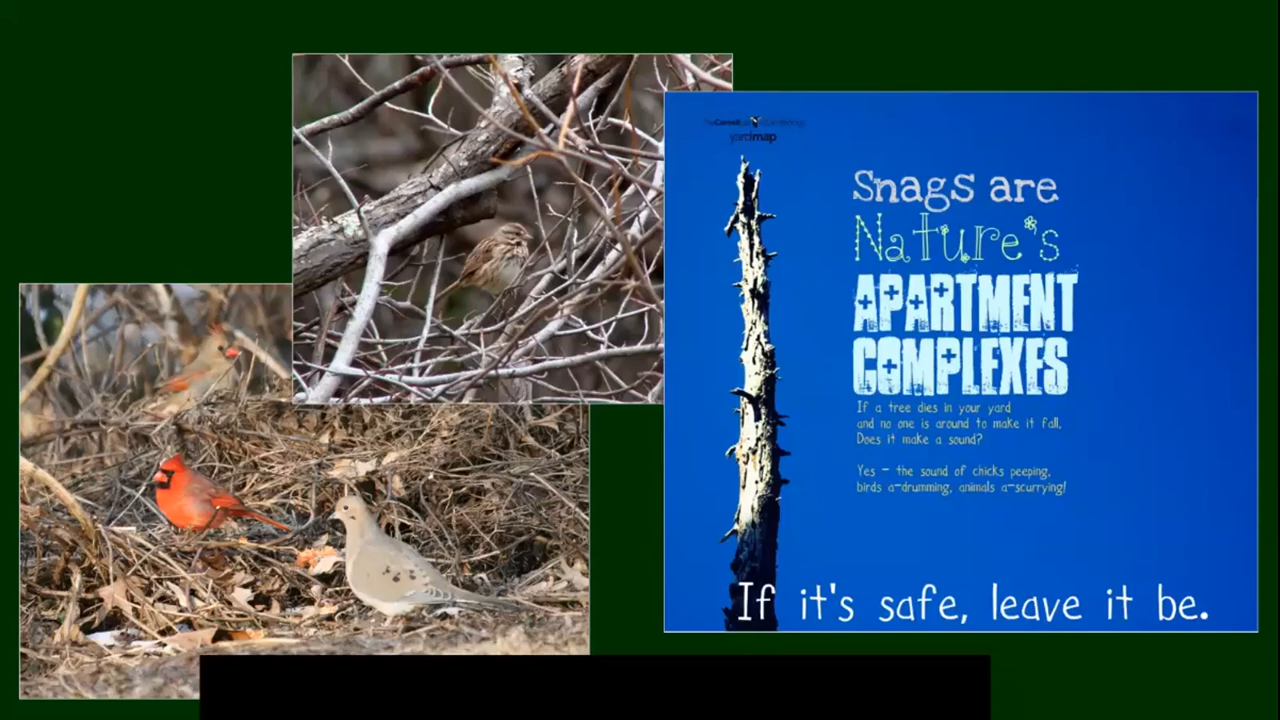 yardmap
Snags are
Nature's
APARTMENT
COMPLEXES
If a tree dies in your yard
and no one is around to make it fall,
Does it make a sound?
Yes - the sound of chicks peeping,
birds a-drumming, animals a-scurrying!
If it's safe, leave it be.